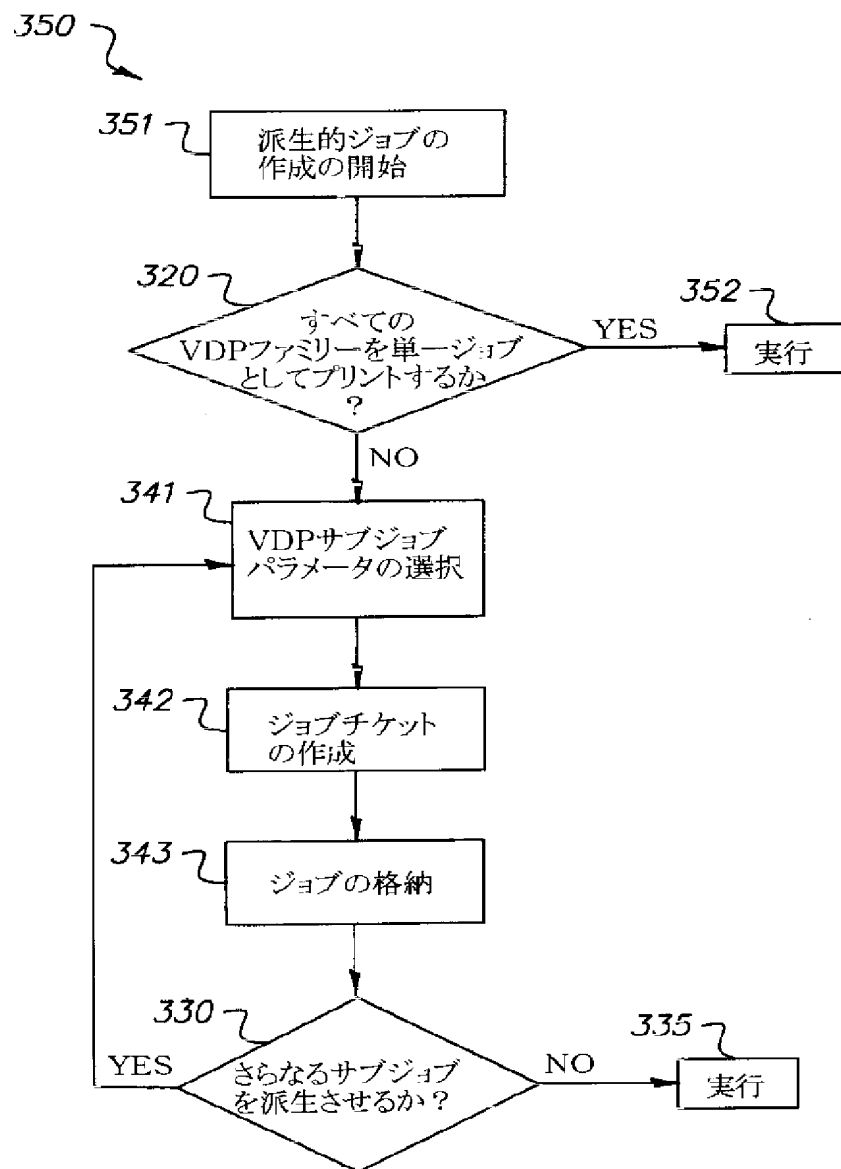 350
351
派生的ジョブの
作成の開始
320
すべての
VDPファミリーを単一ジョブ
としてプリントするか
?
YES
352
実行
NO
341
VDPサブジョブ
パラメータの選択
342
ジョブチケット
の作成
343
ジョブの格納
330
さらなるサブジョブ
を派生させるか?
YES
NO
335
実行